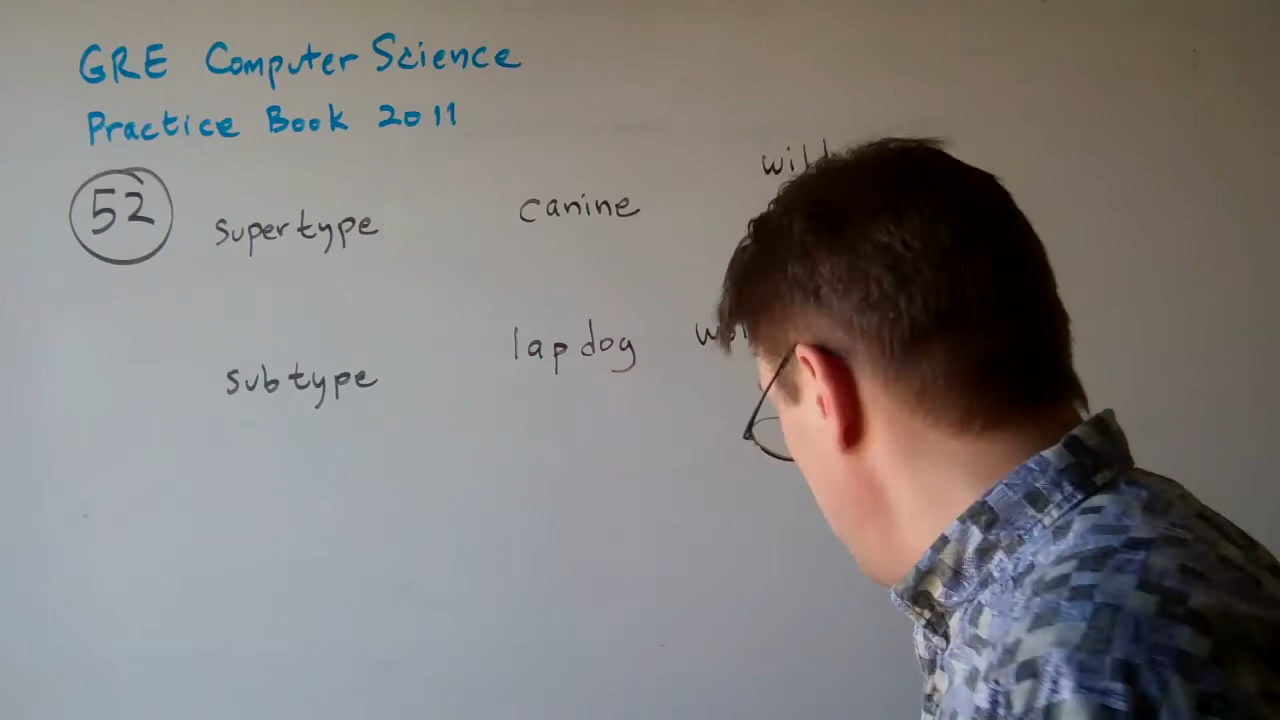 GRE Computer Science
Practice Book 2011
52
supertype
canine
subtype
lapdog